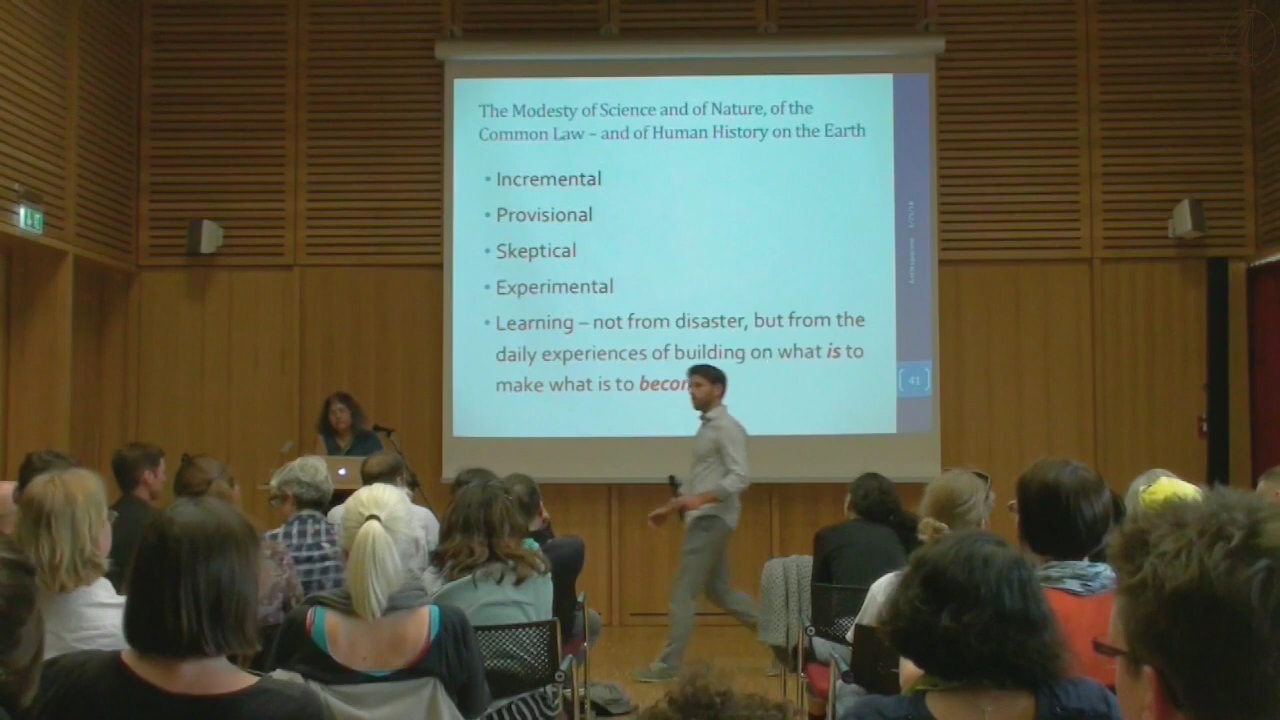 The Modesty of Science and of Nature, of the
Common Law – and of Human History on the Earth
• Incremental
• Provisional
• Skeptical
• Experimental
• Learning – not from disaster, but from the
daily experiences of building on what is to
make what is to becom
41